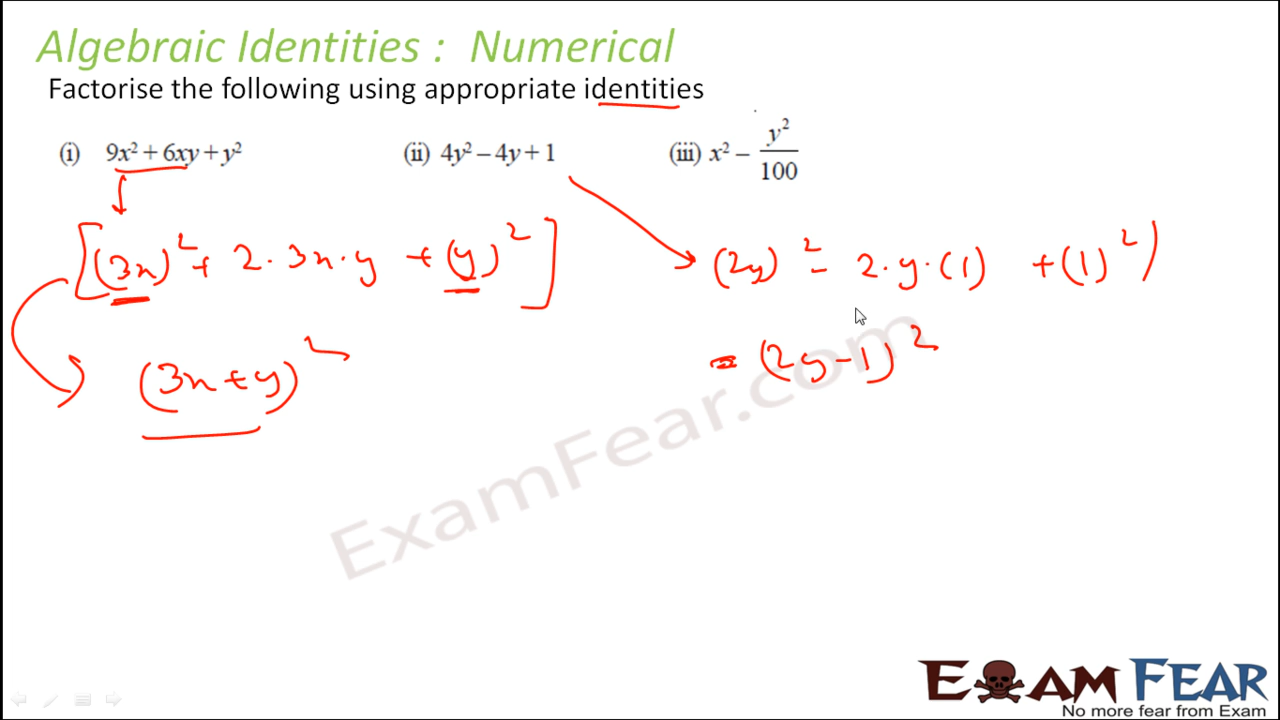 Algebraic Identities : Numerical
Factorise the following using appropriate identities
(i) 9x² + 6xy + y² (ii) 4y² – 4y + 1 (iii) x² – y²/100
[(3x)² + 2·3x·y + (y)²]
(2y)² - 2·y·(1) + (1)²)
(3x + y)²
= (2y - 1)²
ExamFear.com
EXAM FEAR
No more fear from Exam